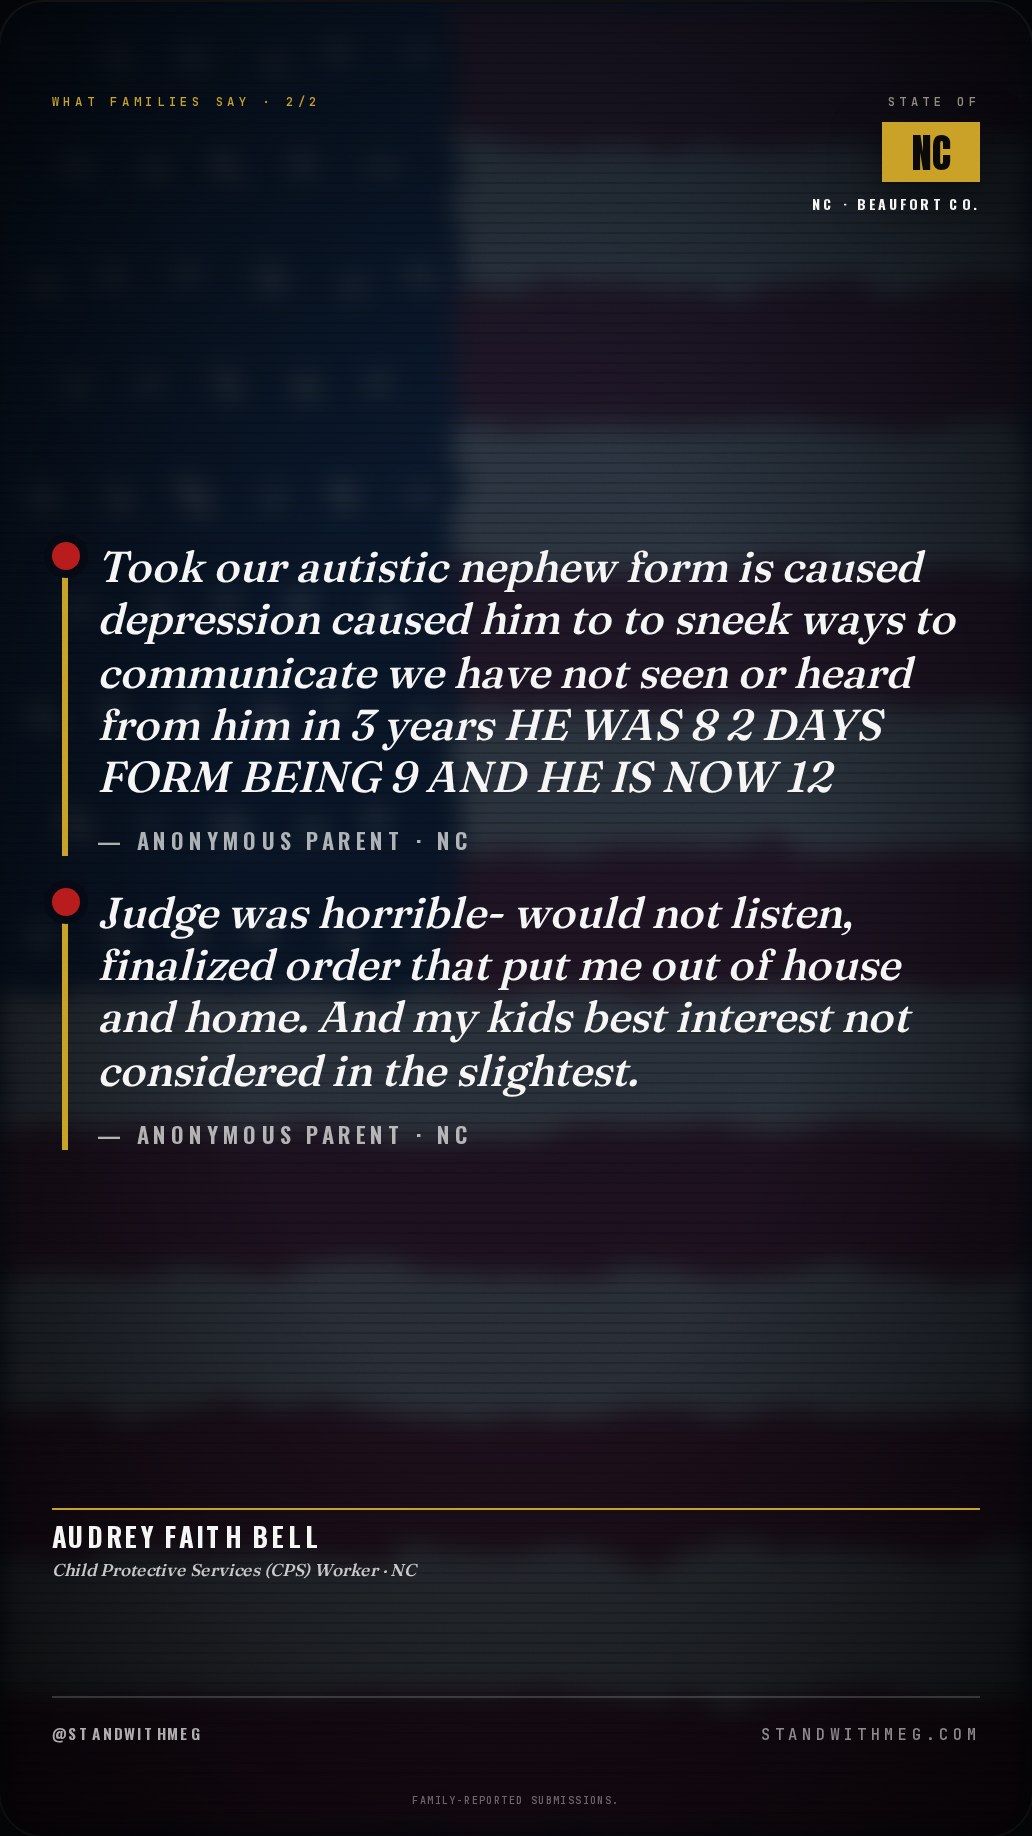 WHAT FAMILIES SAY · 2/2
STATE OF
NC
NC · BEAUFORT CO.
Took our autistic nephew form is caused
depression caused him to to sneek ways to
communicate we have not seen or heard
from him in 3 years HE WAS 8 2 DAYS
FORM BEING 9 AND HE IS NOW 12
— ANONYMOUS PARENT · NC
Judge was horrible- would not listen,
finalized order that put me out of house
and home. And my kids best interest not
considered in the slightest.
— ANONYMOUS PARENT · NC
AUDREY FAITH BELL
Child Protective Services (CPS) Worker · NC
@STANDWITHMEG
STANDWITHMEG.COM
FAMILY-REPORTED SUBMISSIONS.